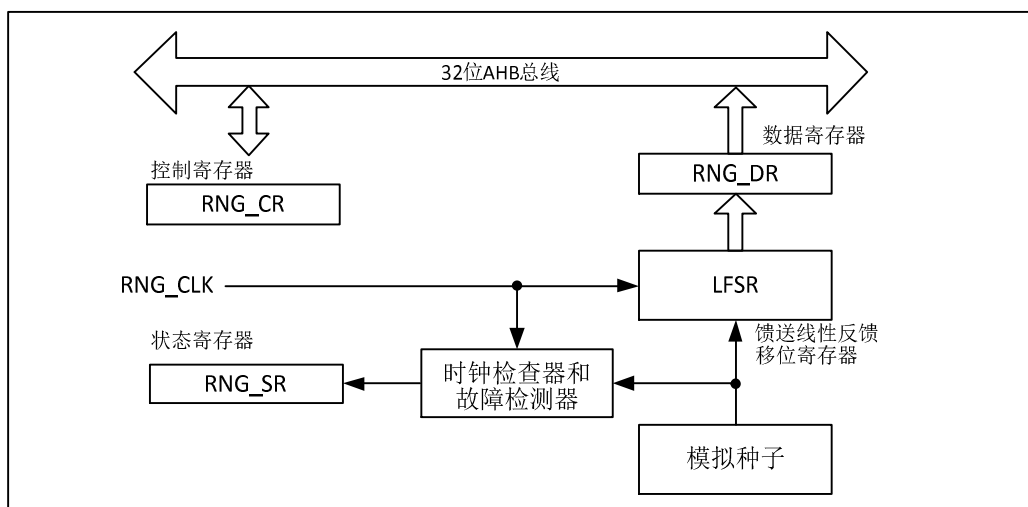 32位AHB总线
数据寄存器
控制寄存器
RNG_DR
RNG_CR
RNG_CLK
LFSR
馈送线性反馈
移位寄存器
状态寄存器
RNG_SR
时钟检查器和
故障检测器
模拟种子